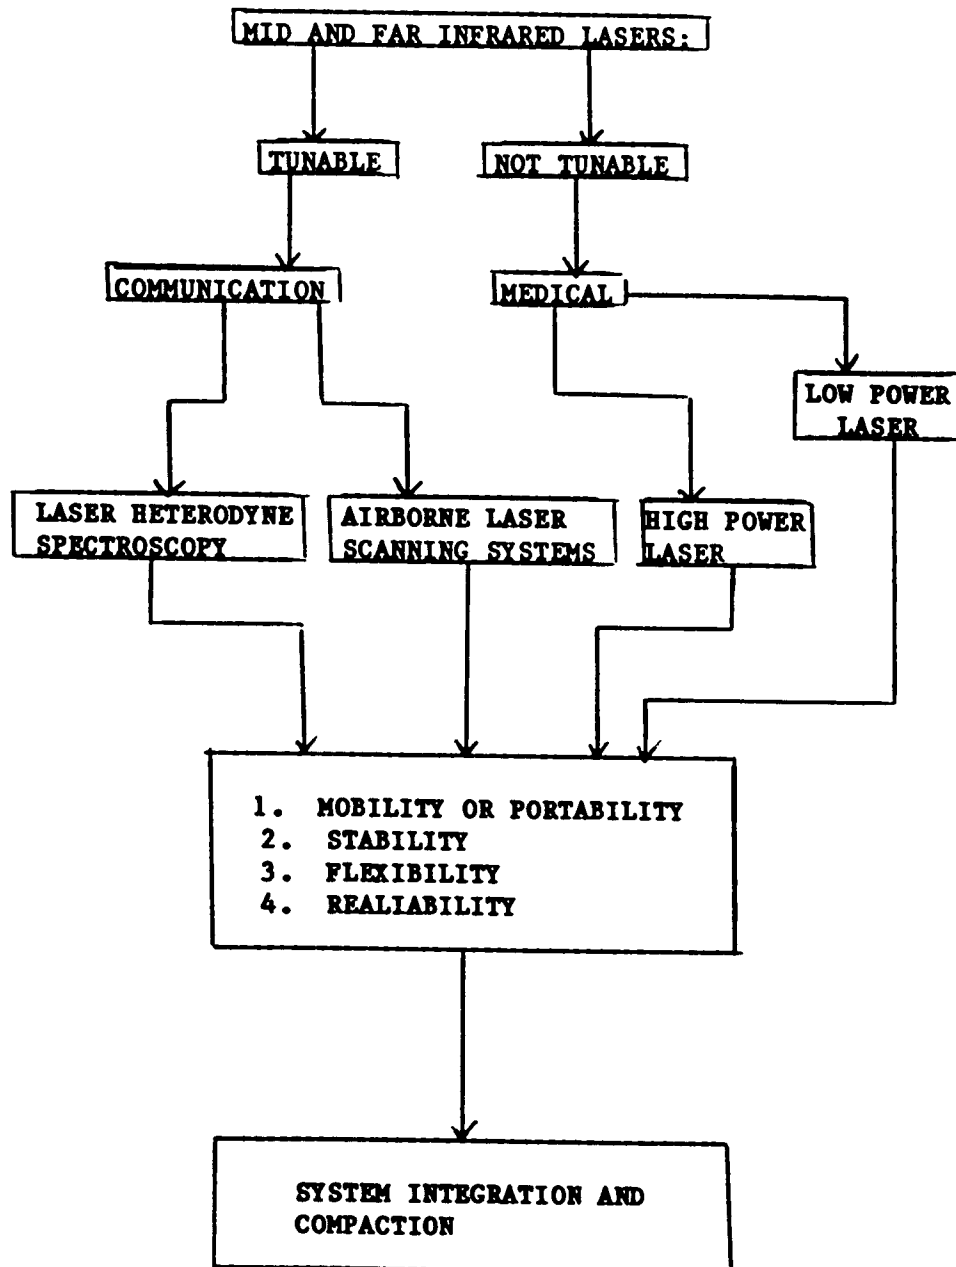 MID AND FAR INFRARED LASERS:
TUNABLE
NOT TUNABLE
COMMUNICATION
MEDICAL
LOW POWER
LASER
LASER HETERODYNE
SPECTROSCOPY
AIRBORNE LASER
SCANNING SYSTEMS
HIGH POWER
LASER
1. MOBILITY OR PORTABILITY
2. STABILITY
3. FLEXIBILITY
4. REALIABILITY
SYSTEM INTEGRATION AND
COMPACTION